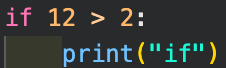 if 12 > 2:
    print("if")